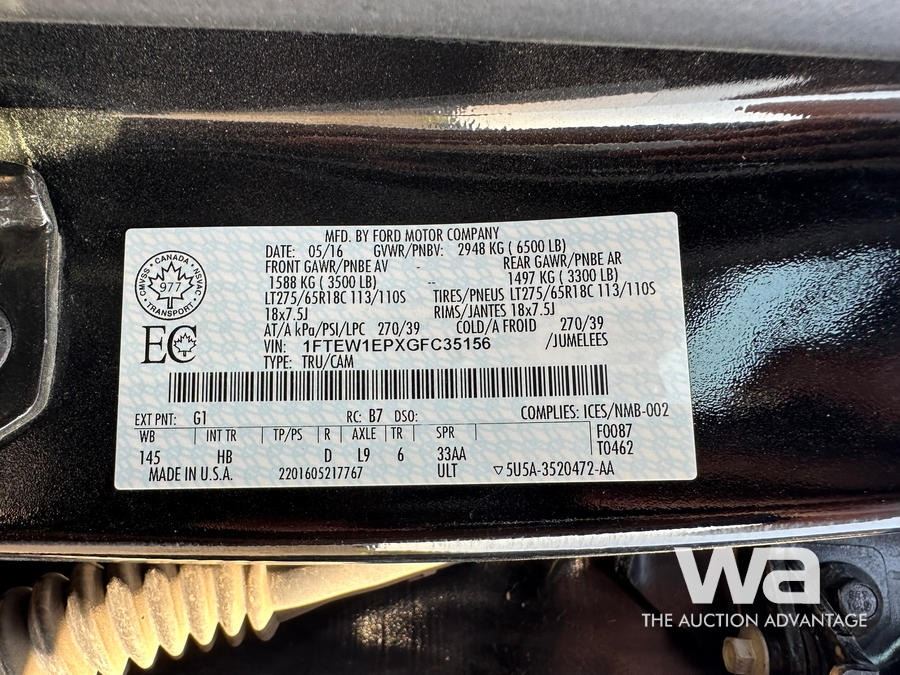 MFD. BY FORD MOTOR COMPANY
DATE: 05/16 GVWR/PNBV: 2948 KG ( 6500 LB)
FRONT GAWR/PNBE AV - REAR GAWR/PNBE AR
1588 KG ( 3500 LB) -- 1497 KG ( 3300 LB)
LT275/65R18C 113/110S TIRES/PNEUS LT275/65R18C 113/110S
18x7.5J RIMS/JANTES 18x7.5J
AT/A kPa/PSI/LPC 270/39 COLD/A FROID 270/39
VIN: 1FTEW1EPXGFC35156 /JUMELEES
TYPE: TRU/CAM
CANADA
CMVSS NSVAC
977
TRANSPORT
EC
EXT PNT: G1 RC: B7 DSO: COMPLIES: ICES/NMB-002
WB INT TR TP/PS R AXLE TR SPR F0087
145 HB D L9 6 33AA T0462
MADE IN U.S.A. 2201605217767 ULT ▽5U5A-3520472-AA
wa
THE AUCTION ADVANTAGE